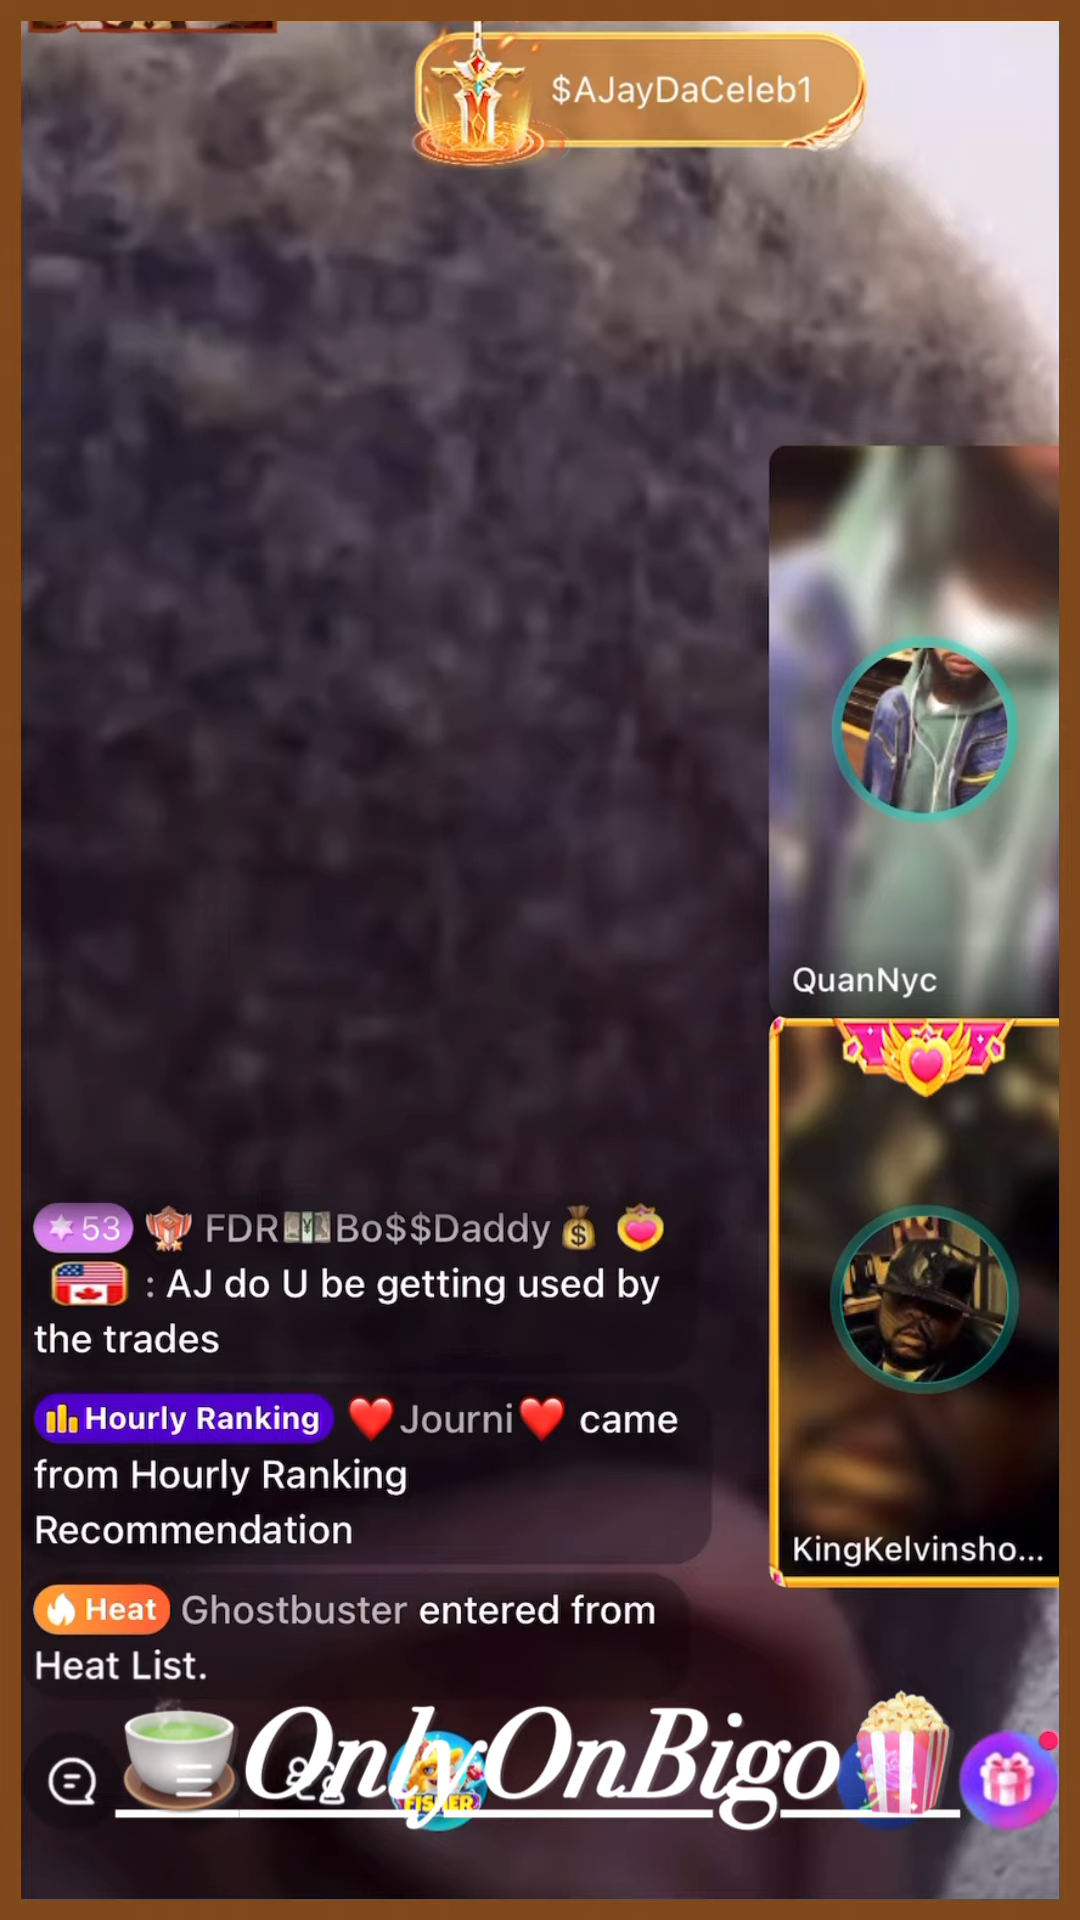 $AJayDaCeleb1
QuanNyc
53 FDR💴Bo$$Daddy💰
: AJ do U be getting used by
the trades
Hourly Ranking ❤️Journi❤️ came
from Hourly Ranking
Recommendation
KingKelvinsho...
Heat Ghostbuster entered from
Heat List.
🍵OnlyOnBigo🍿
FISHER